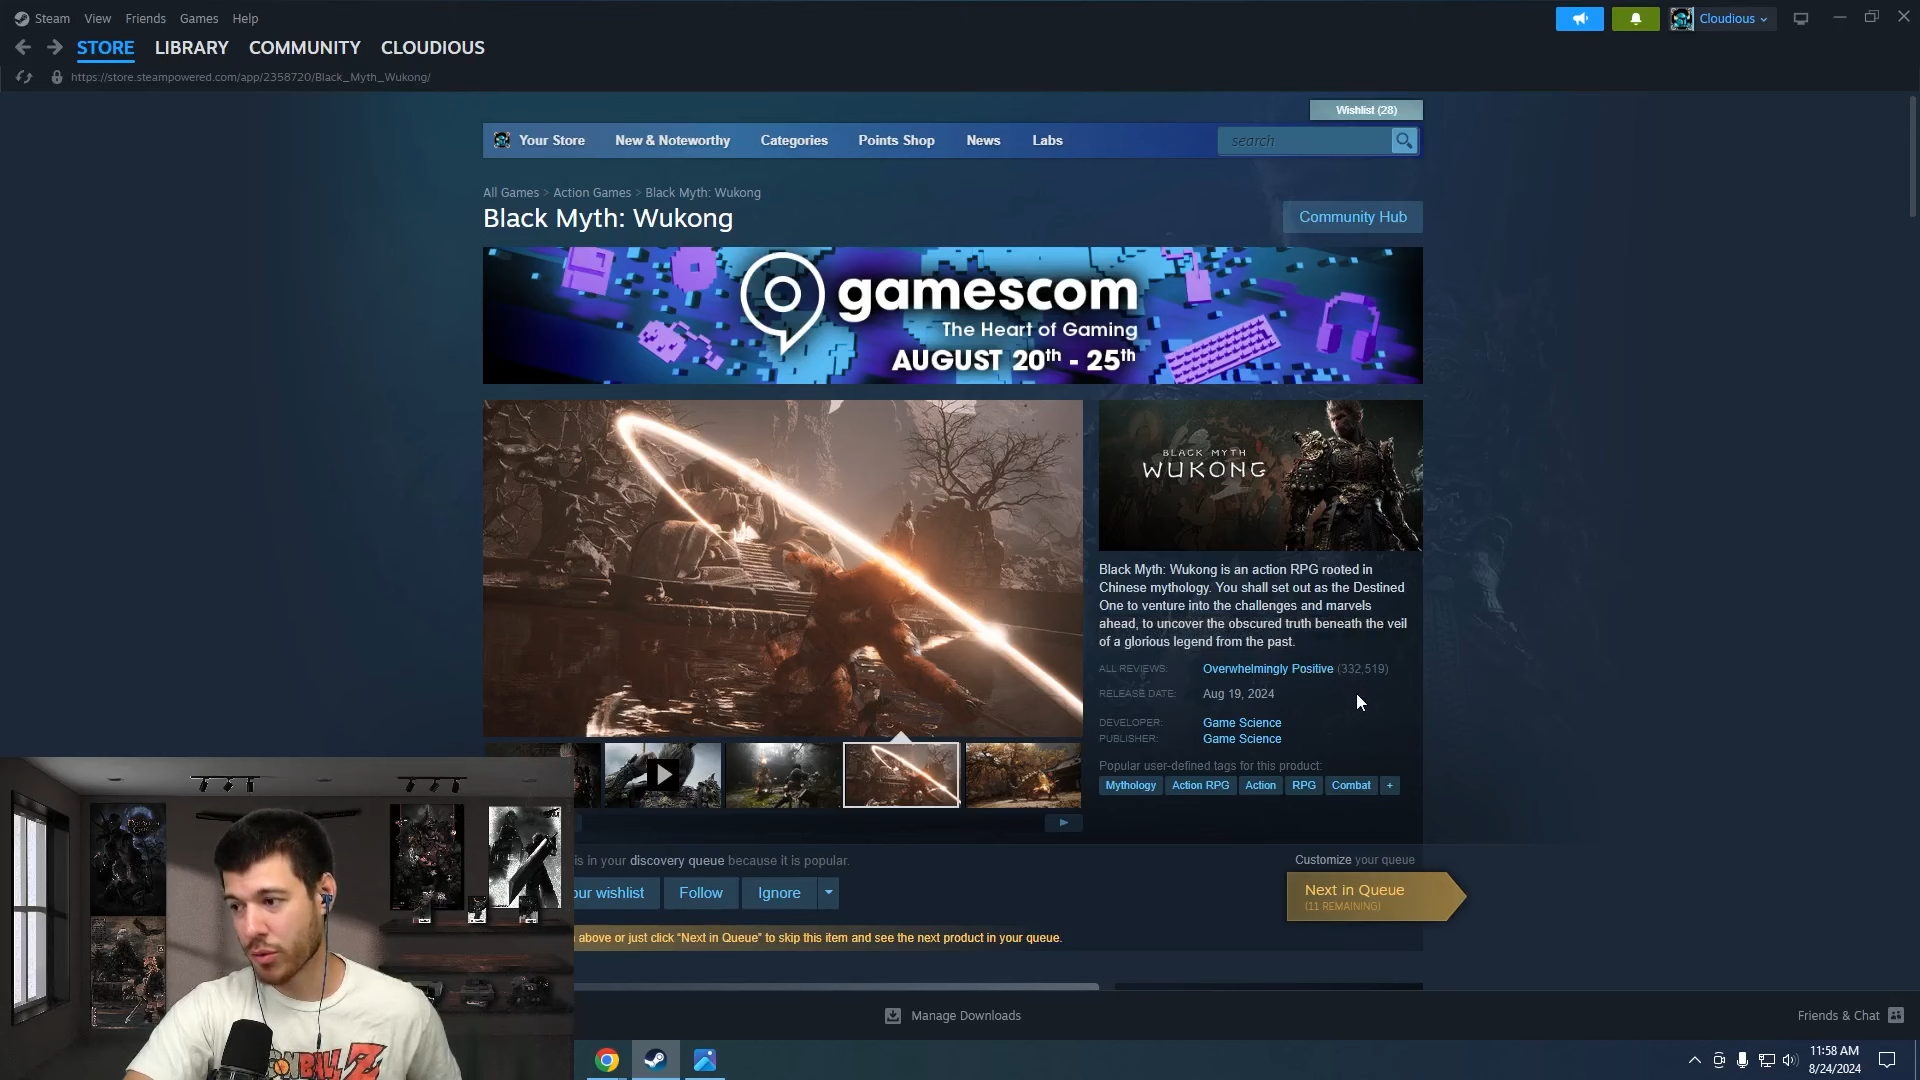 Steam View Friends Games Help
Cloudious
STORE LIBRARY COMMUNITY CLOUDIOUS
https://store.steampowered.com/app/2358720/Black_Myth_Wukong/
Wishlist (28)
Your Store New & Noteworthy Categories Points Shop News Labs
search
All Games > Action Games > Black Myth: Wukong
Black Myth: Wukong
Community Hub
gamescom
The Heart of Gaming
AUGUST 20th - 25th
BLACK MYTH
WUKONG
Black Myth: Wukong is an action RPG rooted in
Chinese mythology. You shall set out as the Destined
One to venture into the challenges and marvels
ahead, to uncover the obscured truth beneath the veil
of a glorious legend from the past.
ALL REVIEWS: Overwhelmingly Positive (332,519)
RELEASE DATE: Aug 19, 2024
DEVELOPER: Game Science
PUBLISHER: Game Science
Popular user-defined tags for this product:
Mythology Action RPG Action RPG Combat +
is in your discovery queue because it is popular.
Customize your queue
our wishlist Follow Ignore
Next in Queue
(11 REMAINING)
above or just click "Next in Queue" to skip this item and see the next product in your queue.
Manage Downloads
Friends & Chat
11:58 AM
8/24/2024